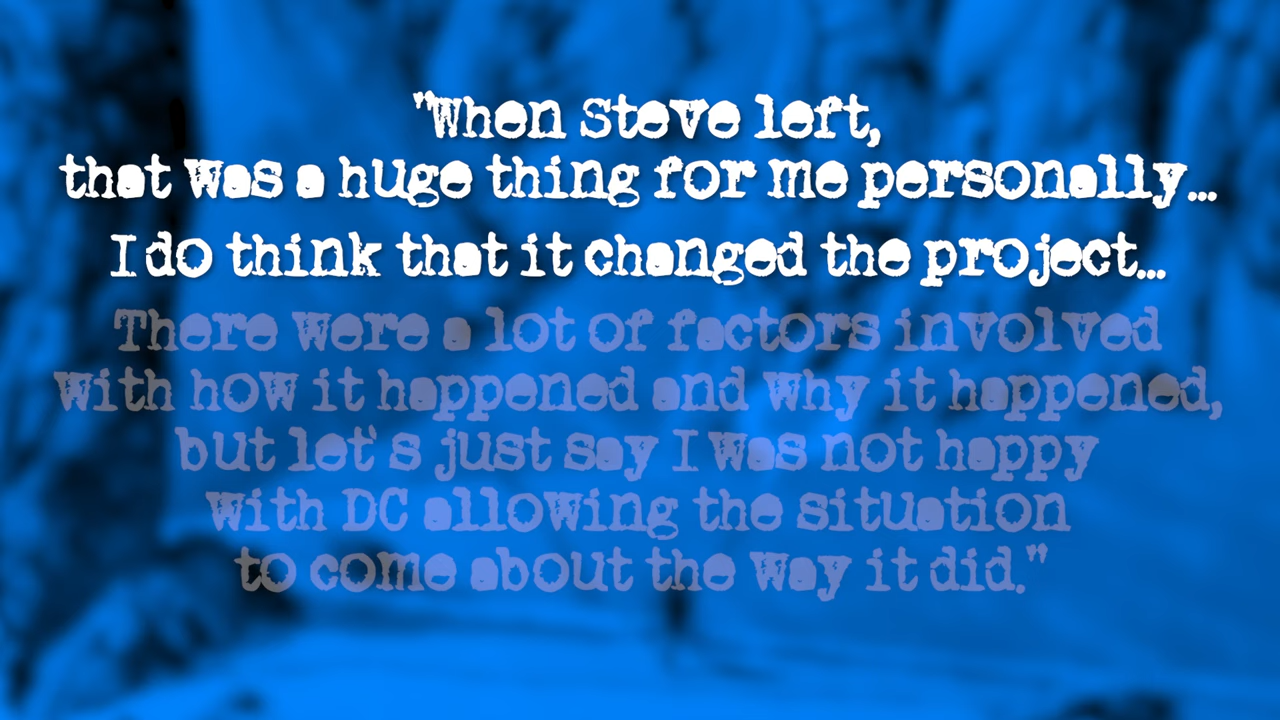 "When Steve left,
that was a huge thing for me personally...
I do think that it changed the project...
There were a lot of factors involved
with how it happened and why it happened,
but let's just say I was not happy
with DC allowing the situation
to come about the way it did."